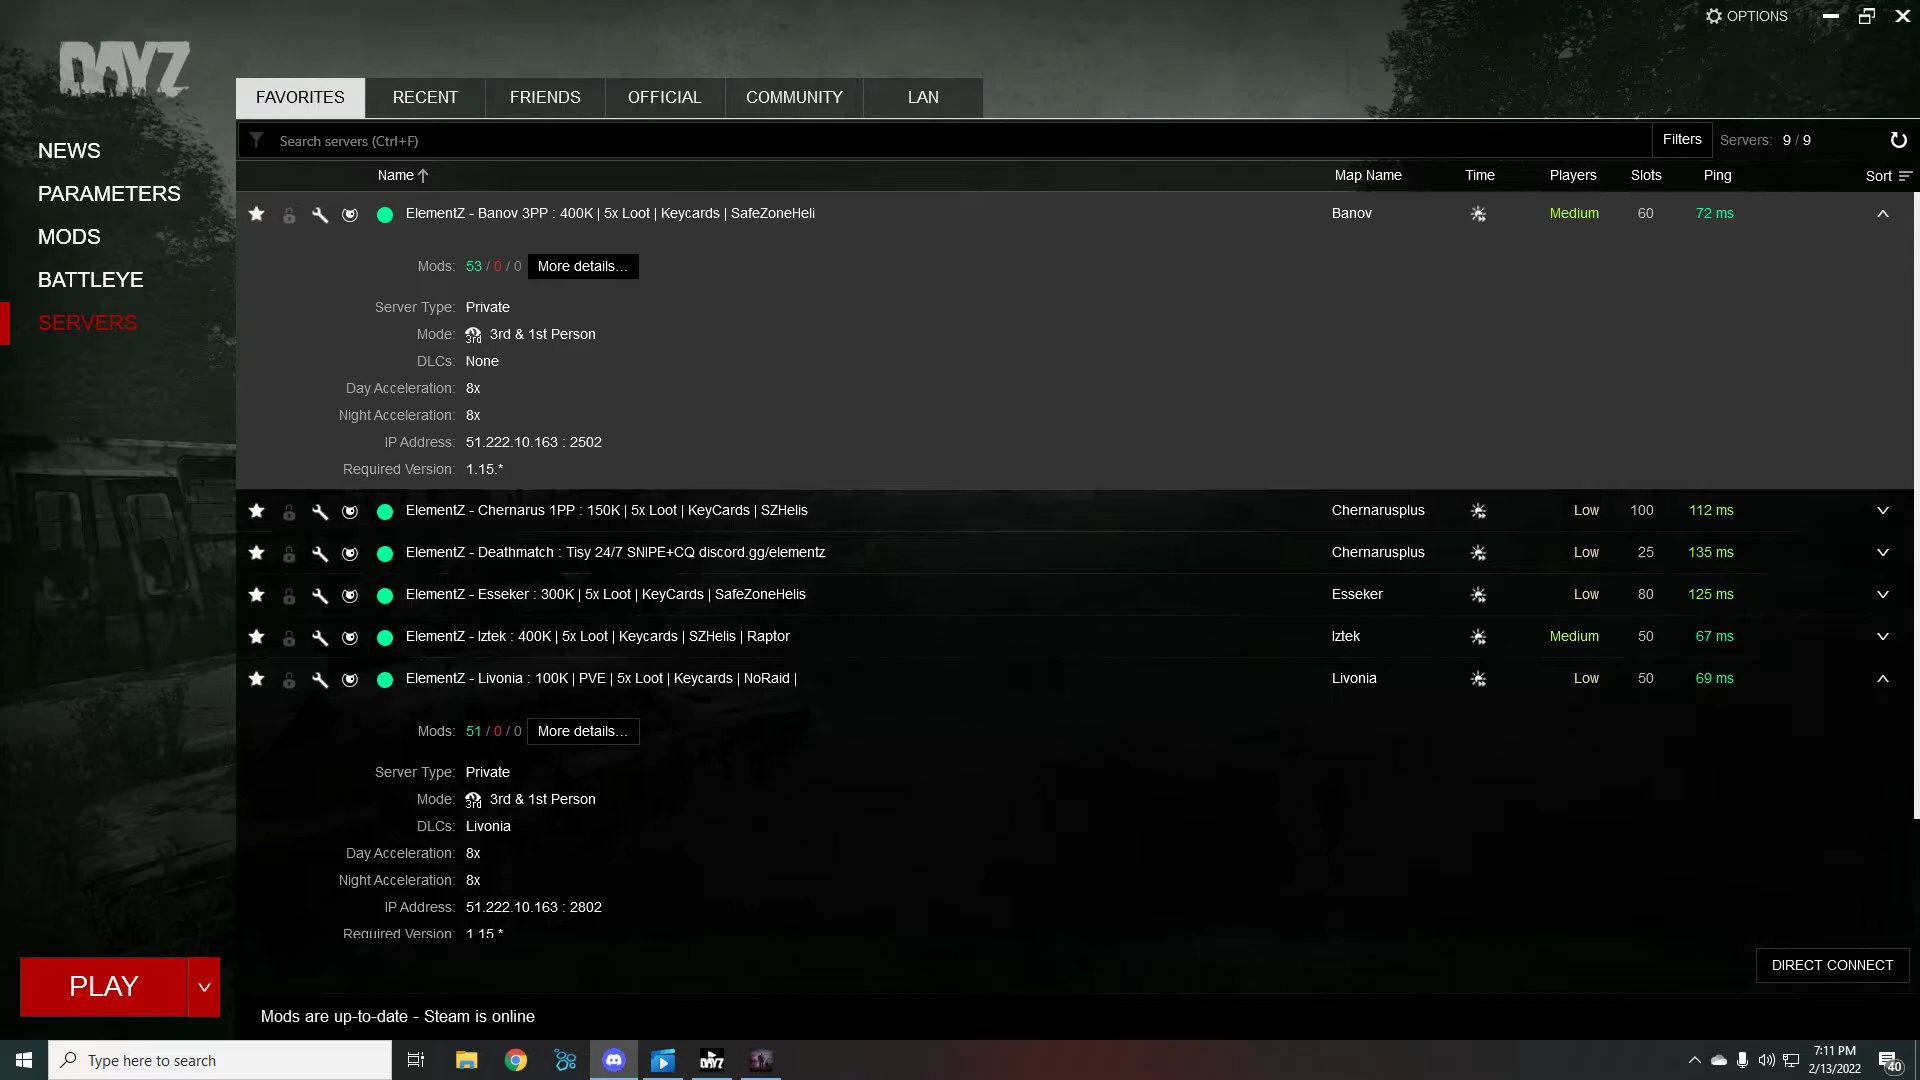 OPTIONS
DAYZ
FAVORITES RECENT FRIENDS OFFICIAL COMMUNITY LAN
Search servers (Ctrl+F) Filters Servers: 9 / 9
NEWS
PARAMETERS
MODS
BATTLEYE
SERVERS
Name Map Name Time Players Slots Ping Sort
ElementZ - Banov 3PP : 400K | 5x Loot | Keycards | SafeZoneHeli Banov Medium 60 72 ms
Mods: 53 / 0 / 0 More details...
Server Type: Private
Mode: 3rd 3rd & 1st Person
DLCs: None
Day Acceleration: 8x
Night Acceleration: 8x
IP Address: 51.222.10.163 : 2502
Required Version: 1.15.*
ElementZ - Chernarus 1PP : 150K | 5x Loot | KeyCards | SZHelis Chernarusplus Low 100 112 ms
ElementZ - Deathmatch : Tisy 24/7 SNIPE+CQ discord.gg/elementz Chernarusplus Low 25 135 ms
ElementZ - Esseker : 300K | 5x Loot | KeyCards | SafeZoneHelis Esseker Low 80 125 ms
ElementZ - Iztek : 400K | 5x Loot | Keycards | SZHelis | Raptor Iztek Medium 50 67 ms
ElementZ - Livonia : 100K | PVE | 5x Loot | Keycards | NoRaid | Livonia Low 50 69 ms
Mods: 51 / 0 / 0 More details...
Server Type: Private
Mode: 3rd 3rd & 1st Person
DLCs: Livonia
Day Acceleration: 8x
Night Acceleration: 8x
IP Address: 51.222.10.163 : 2802
Required Version: 1.15.*
PLAY
DIRECT CONNECT
Mods are up-to-date - Steam is online
Type here to search
DAYZ
7:11 PM
2/13/2022
40